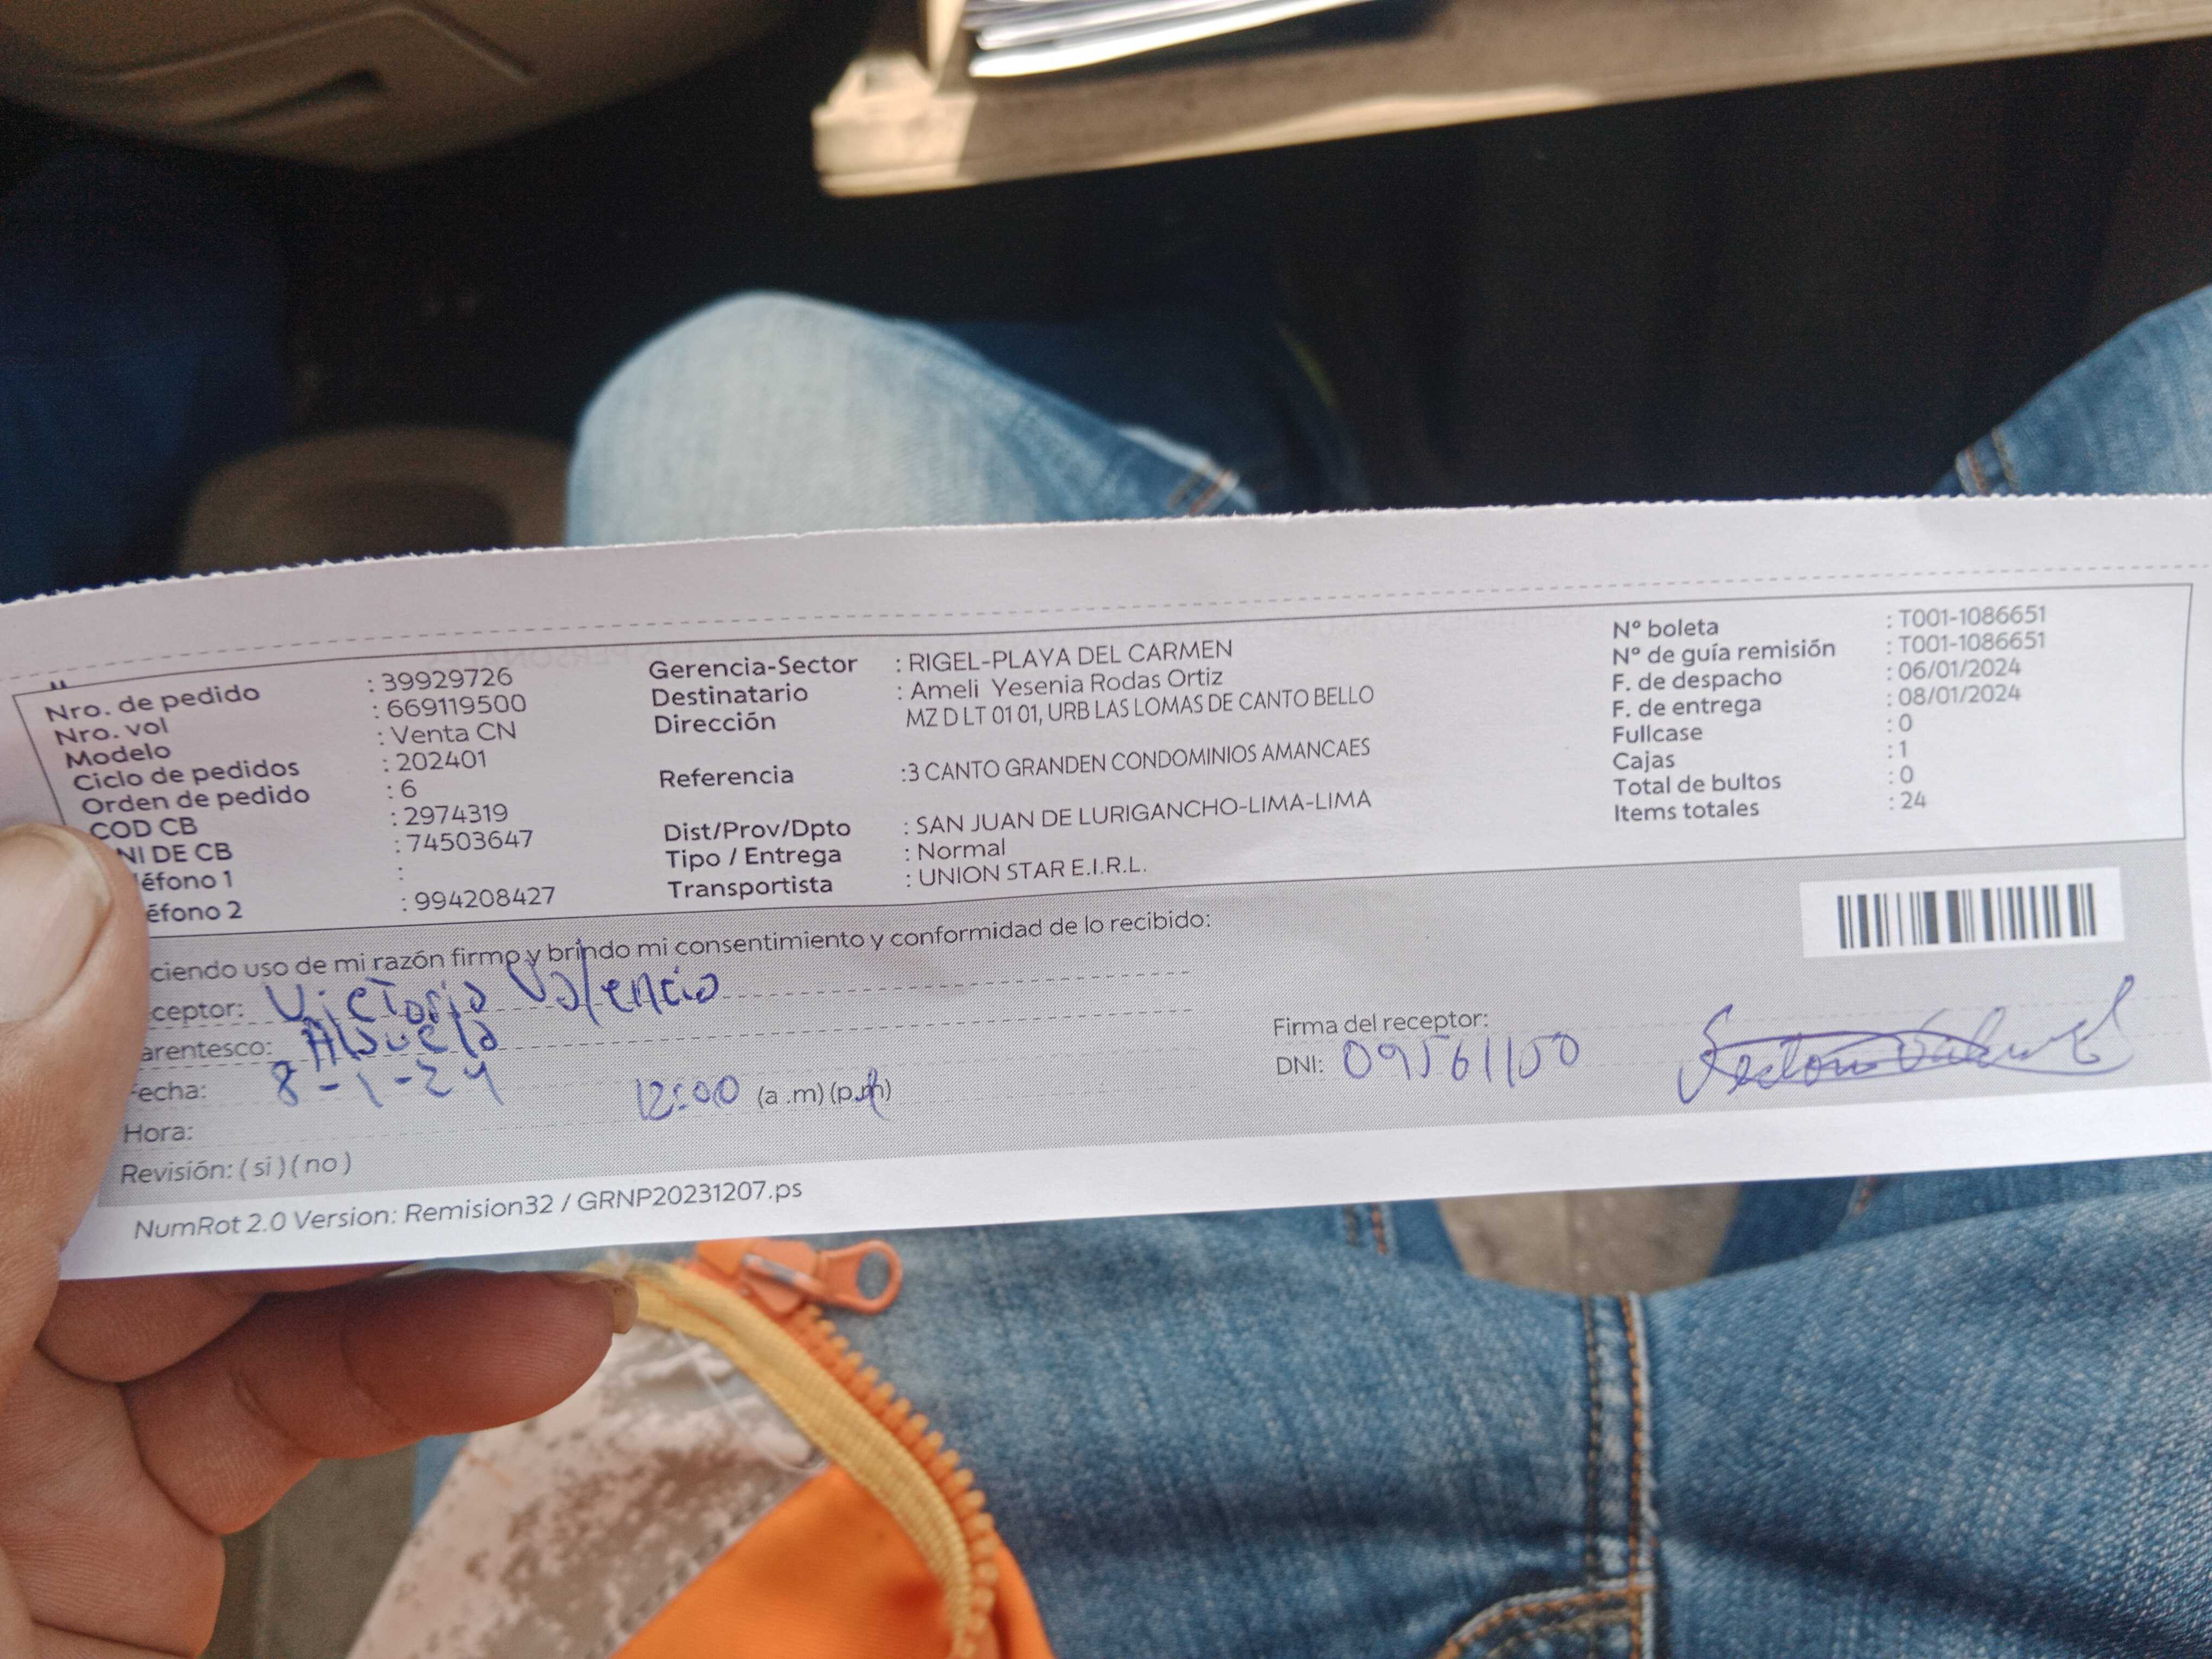 Nro. de pedido : 39929726
Nro. vol : 669119500
Modelo : Venta CN
Ciclo de pedidos : 202401
Orden de pedido : 6
COD CB : 2974319
NI DE CB : 74503647
éfono 1 :
éfono 2 : 994208427
Gerencia-Sector : RIGEL-PLAYA DEL CARMEN
Destinatario : Ameli Yesenia Rodas Ortiz
Dirección MZ D LT 01 01, URB LAS LOMAS DE CANTO BELLO
Referencia :3 CANTO GRANDEN CONDOMINIOS AMANCAES
Dist/Prov/Dpto : SAN JUAN DE LURIGANCHO-LIMA-LIMA
Tipo / Entrega : Normal
Transportista : UNION STAR E.I.R.L.
Nº boleta : T001-1086651
Nº de guía remisión : T001-1086651
F. de despacho : 06/01/2024
F. de entrega : 08/01/2024
Fullcase : 0
Cajas : 1
Total de bultos : 0
Items totales : 24
ciendo uso de mi razón firmo y brindo mi consentimiento y conformidad de lo recibido:
ceptor: Victoria Valencia
arentesco: Abuela
Fecha: 8-1-24
Hora: 12:00 (a .m) (p.m)
Revisión: ( si ) ( no )
Firma del receptor:
DNI: 09561150
NumRot 2.0 Version: Remision32 / GRNP20231207.ps